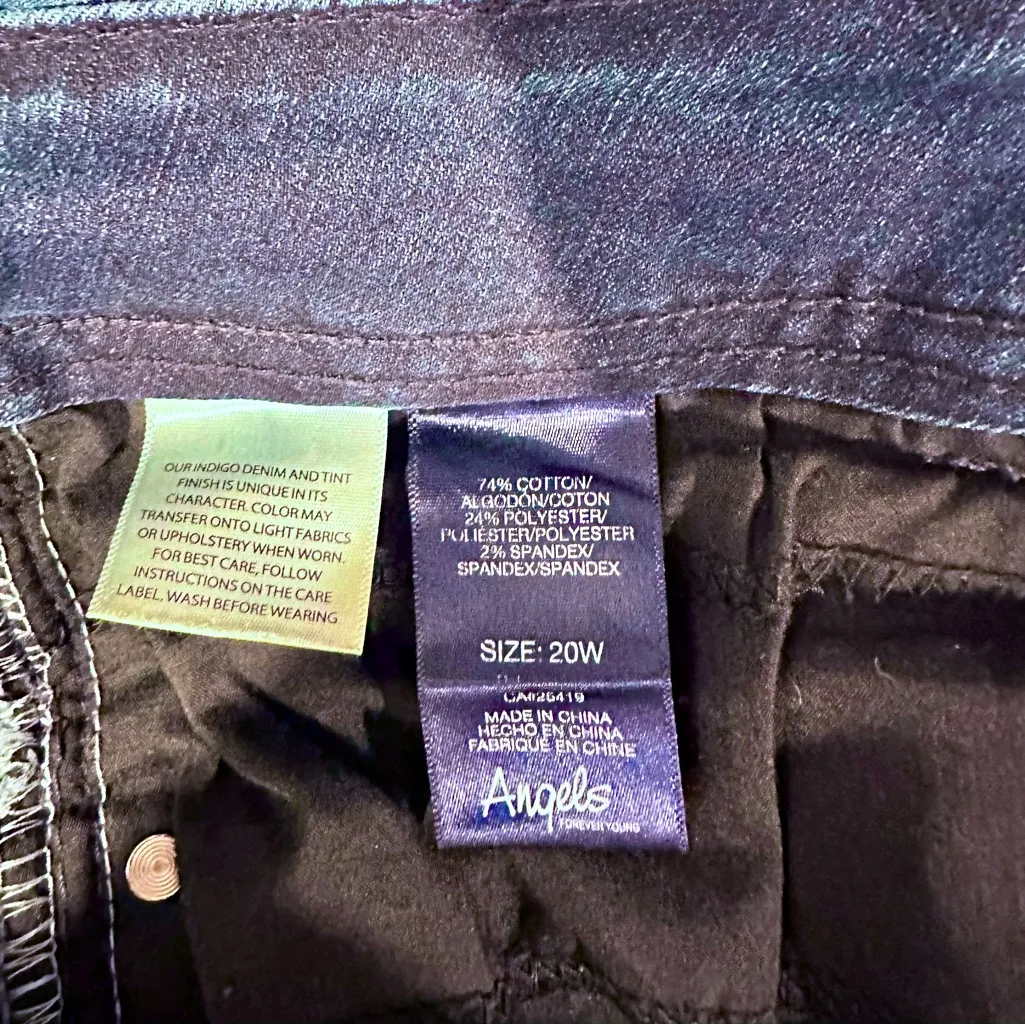 OUR INDIGO DENIM AND TINT
FINISH IS UNIQUE IN ITS
CHARACTER. COLOR MAY
TRANSFER ONTO LIGHT FABRICS
OR UPHOLSTERY WHEN WORN.
FOR BEST CARE, FOLLOW
INSTRUCTIONS ON THE CARE
LABEL. WASH BEFORE WEARING
74% COTTON/
ALGODÓN/COTON
24% POLYESTER/
POLIÉSTER/POLYESTER
2% SPANDEX/
SPANDEX/SPANDEX
SIZE: 20W
CA#25419
MADE IN CHINA
HECHO EN CHINA
FABRIQUÉ EN CHINE
Angels
FOREVER YOUNG